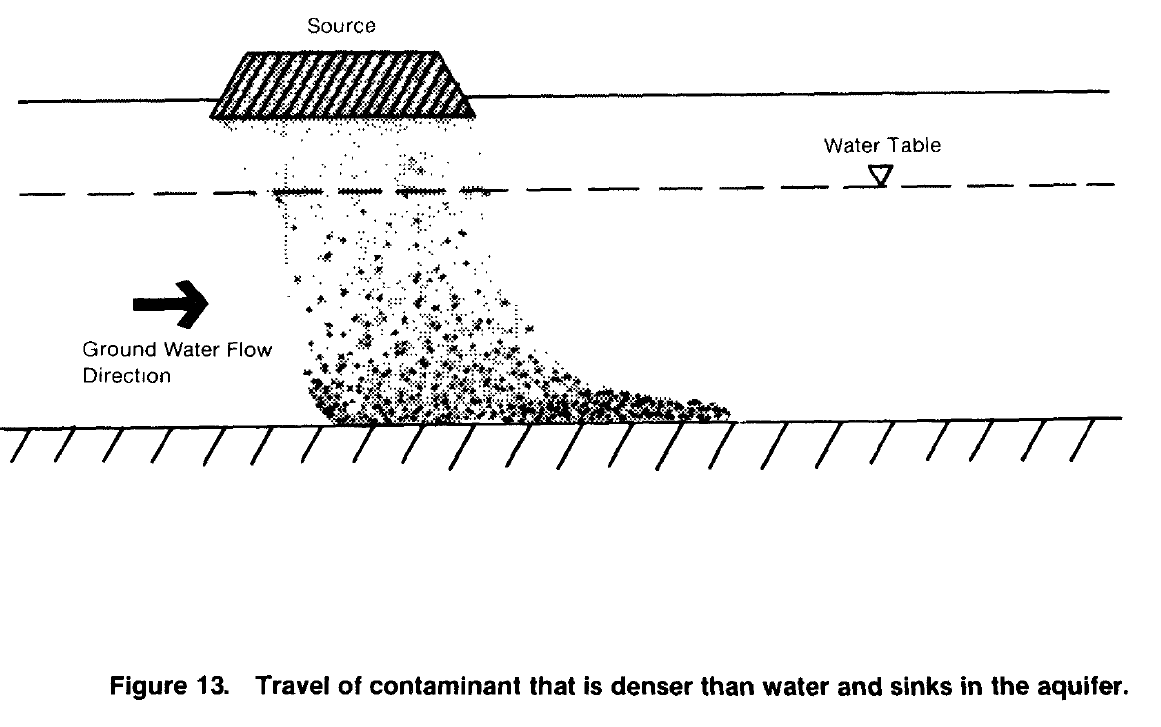 Source
Water Table
Ground Water Flow
Direction
Figure 13. Travel of contaminant that is denser than water and sinks in the aquifer.